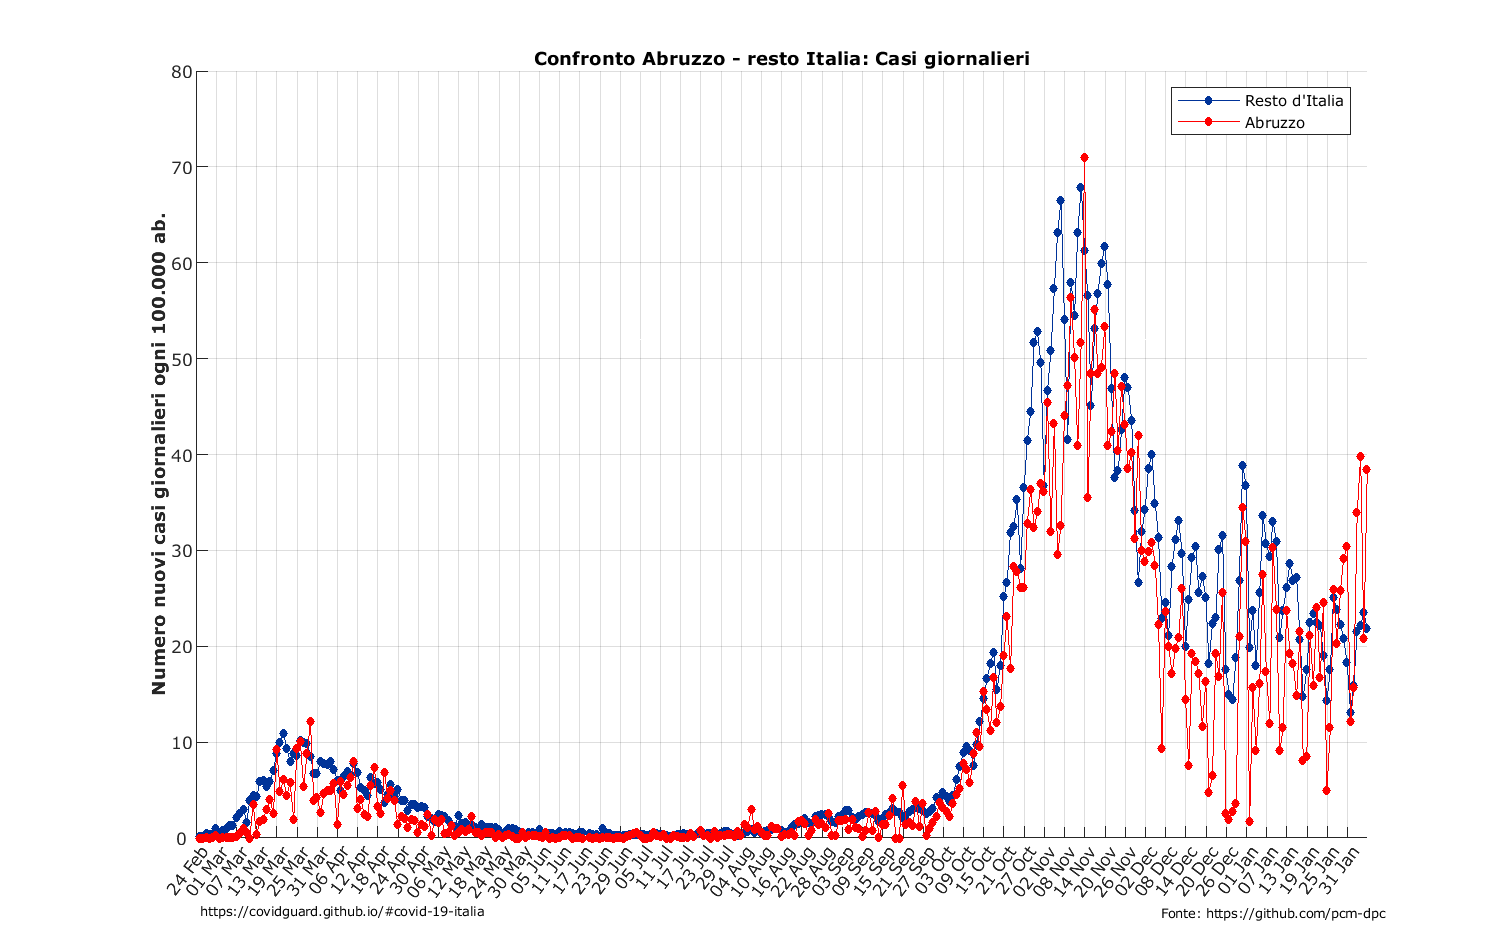 Confronto Abruzzo - resto Italia: Casi giornalieri
Resto d'Italia
Abruzzo
Numero nuovi casi giornalieri ogni 100.000 ab.
80
70
60
50
40
30
20
10
0
24 Feb
01 Mar
07 Mar
13 Mar
19 Mar
25 Mar
31 Mar
06 Apr
12 Apr
18 Apr
24 Apr
30 Apr
06 May
12 May
18 May
24 May
30 May
05 Jun
11 Jun
17 Jun
23 Jun
29 Jun
05 Jul
11 Jul
17 Jul
23 Jul
29 Jul
04 Aug
10 Aug
16 Aug
22 Aug
28 Aug
03 Sep
09 Sep
15 Sep
21 Sep
27 Sep
03 Oct
09 Oct
15 Oct
21 Oct
27 Oct
02 Nov
08 Nov
14 Nov
20 Nov
26 Nov
02 Dec
08 Dec
14 Dec
20 Dec
26 Dec
01 Jan
07 Jan
13 Jan
19 Jan
25 Jan
31 Jan
https://covidguard.github.io/#covid-19-italia
Fonte: https://github.com/pcm-dpc